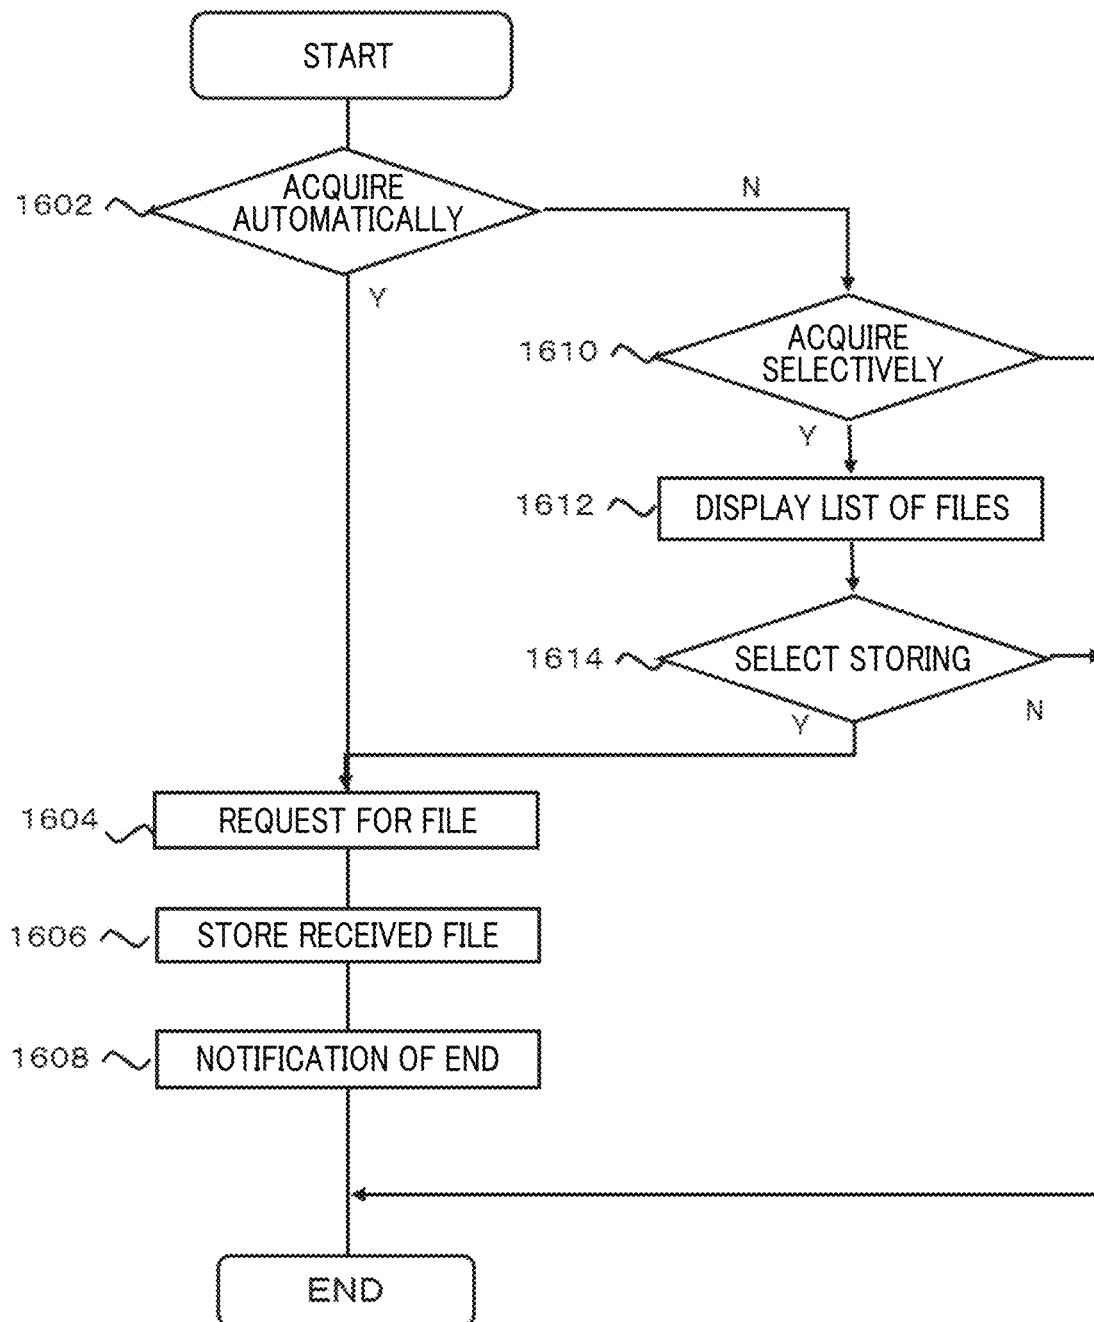 START
1602
ACQUIRE
AUTOMATICALLY
N
Y
1610
ACQUIRE
SELECTIVELY
Y
1612
DISPLAY LIST OF FILES
1614
SELECT STORING
Y
N
1604
REQUEST FOR FILE
1606
STORE RECEIVED FILE
1608
NOTIFICATION OF END
END